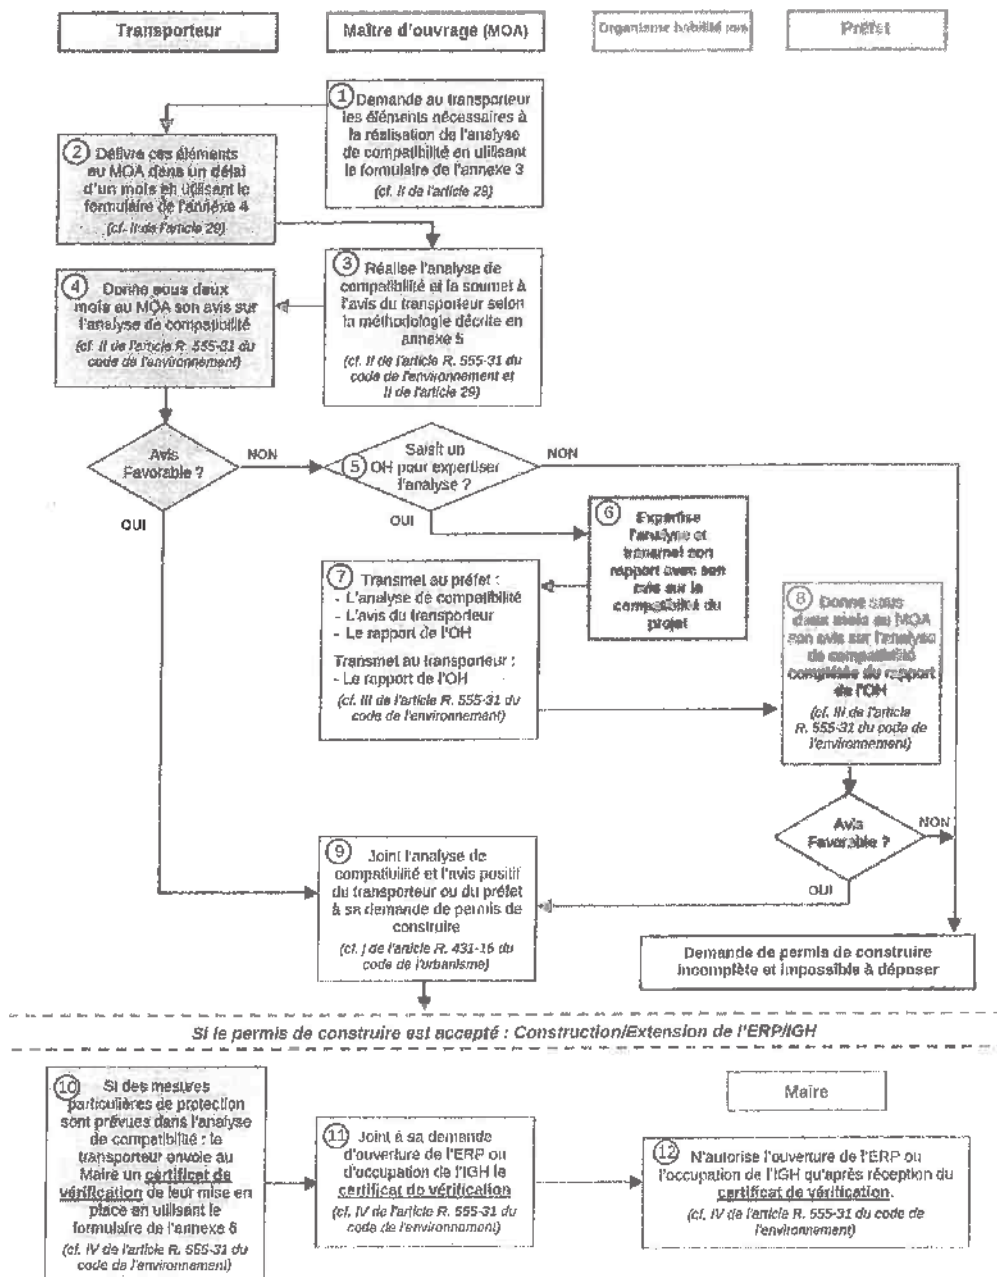 Transporteur
Maître d'ouvrage (MOA)
Organisme habilité
Préfet
1 Demande au transporteur
les éléments nécessaires à
la réalisation de l'analyse
de compatibilité en utilisant
le formulaire de l'annexe 3
(cf. II de l'article 29)
2 Délivre ces éléments
au MOA dans un délai
d'un mois en utilisant le
formulaire de l'annexe 4
(cf. II de l'article 29)
3 Réalise l'analyse de
compatibilité et la soumet à
l'avis du transporteur selon
la méthodologie décrite en
annexe 5
(cf. II de l'article R. 555-31 du
code de l'environnement et
II de l'article 29)
4 Donne sous deux
mois au MOA son avis sur
l'analyse de compatibilité
(cf. II de l'article R. 555-31 du
code de l'environnement)
Avis
Favorable ?
NON
OUI
Saisit un
5 OH pour expertiser
l'analyse ?
NON
OUI
6 Expertise
l'analyse et
transmet son
rapport avec son
avis sur la
compatibilité du
projet
7 Transmet au préfet :
- L'analyse de compatibilité
- L'avis du transporteur
- Le rapport de l'OH
Transmet au transporteur :
- Le rapport de l'OH
(cf. III de l'article R. 555-31 du
code de l'environnement)
8 Donne sous
deux mois au MOA
son avis sur l'analyse
de compatibilité
complétée du rapport
de l'OH
(cf. III de l'article
R. 555-31 du code de
l'environnement)
Avis
Favorable ?
NON
OUI
9 Joint l'analyse de
compatibilité et l'avis positif
du transporteur ou du préfet
à sa demande de permis de
construire
(cf. j de l'article R. 431-16 du
code de l'urbanisme)
Demande de permis de construire
incomplète et impossible à déposer
Si le permis de construire est accepté : Construction/Extension de l'ERP/IGH
10 Si des mesures
particulières de protection
sont prévues dans l'analyse
de compatibilité : le
transporteur envoie au
Maire un certificat de
vérification de leur mise en
place en utilisant le
formulaire de l'annexe 6
(cf. IV de l'article R. 555-31 du
code de l'environnement)
11 Joint à sa demande
d'ouverture de l'ERP ou
d'occupation de l'IGH le
certificat de vérification
(cf. IV de l'article R. 555-31 du
code de l'environnement)
Maire
12 N'autorise l'ouverture de l'ERP ou
l'occupation de l'IGH qu'après réception du
certificat de vérification.
(cf. IV de l'article R. 555-31 du code de
l'environnement)